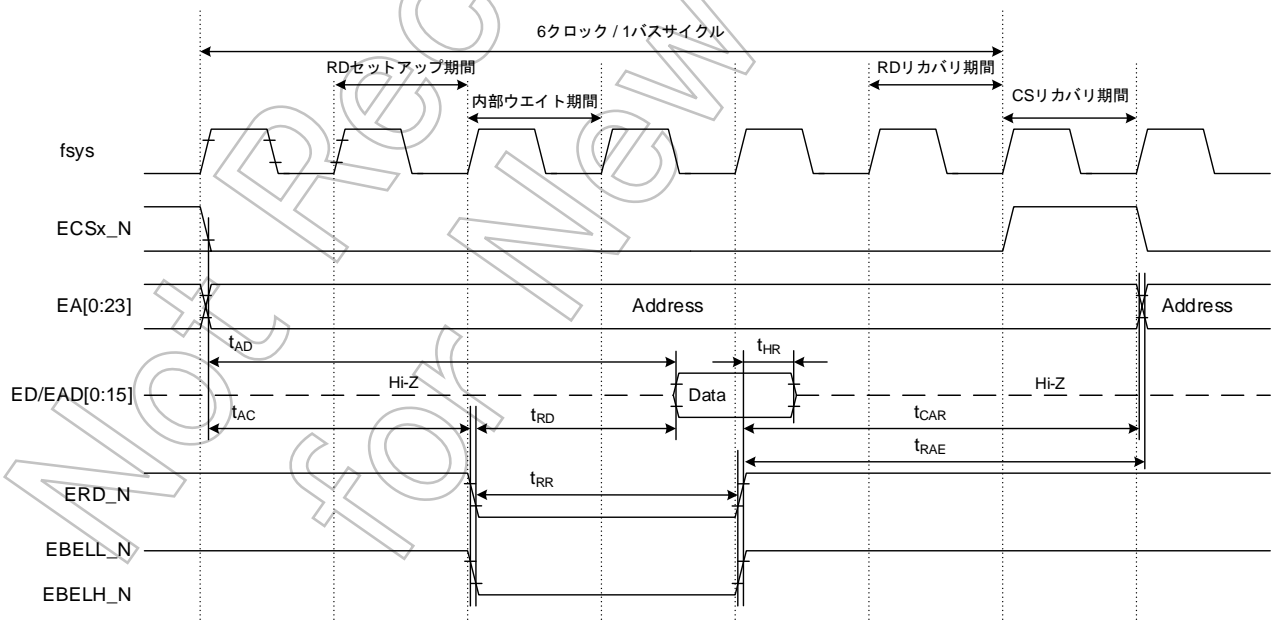 6クロック / 1バスサイクル
RDセットアップ期間
RDリカバリ期間
内部ウエイト期間
CSリカバリ期間
fsys
ECSx_N
EA[0:23]
Address
Address
tAD
tHR
ED/EAD[0:15]
Hi-Z
Data
Hi-Z
tAC
tRD
tCAR
tRAE
ERD_N
tRR
EBELL_N
EBELH_N
Not Rec
for New